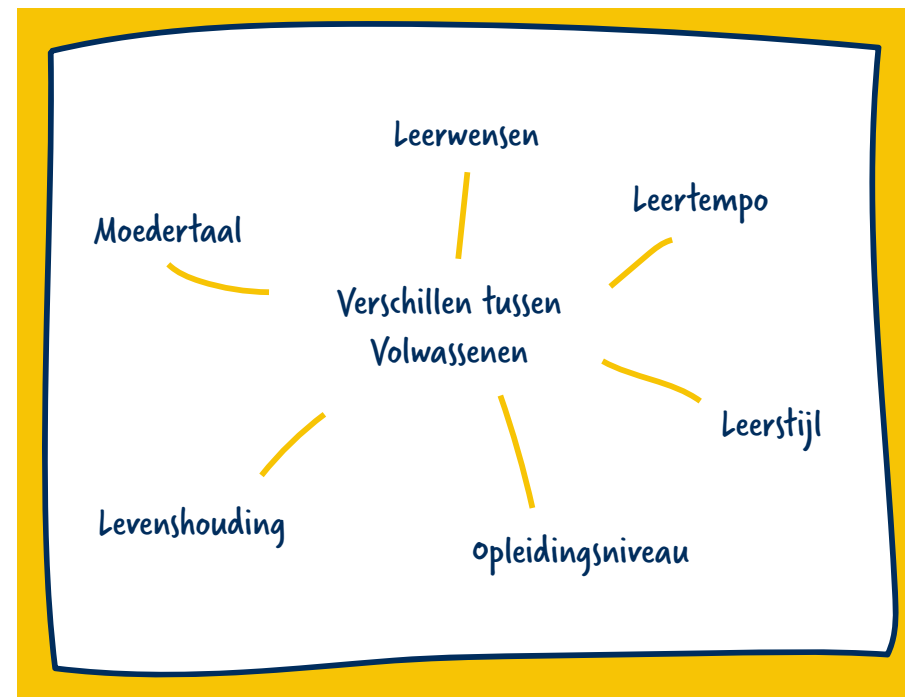 Leerwensen
Leertempo
Moedertaal
Verschillen tussen
Volwassenen
Leerstijl
Levenshouding
Opleidingsniveau